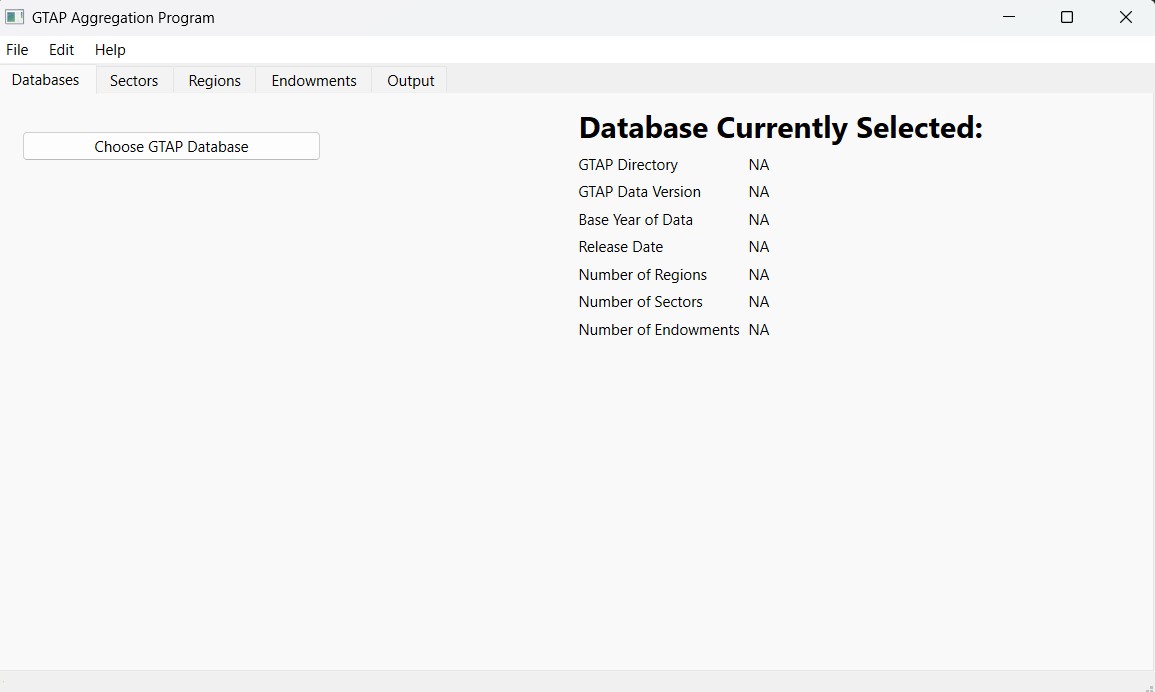 GTAP Aggregation Program
File Edit Help
Databases Sectors Regions Endowments Output
Choose GTAP Database
Database Currently Selected:
GTAP Directory NA
GTAP Data Version NA
Base Year of Data NA
Release Date NA
Number of Regions NA
Number of Sectors NA
Number of Endowments NA